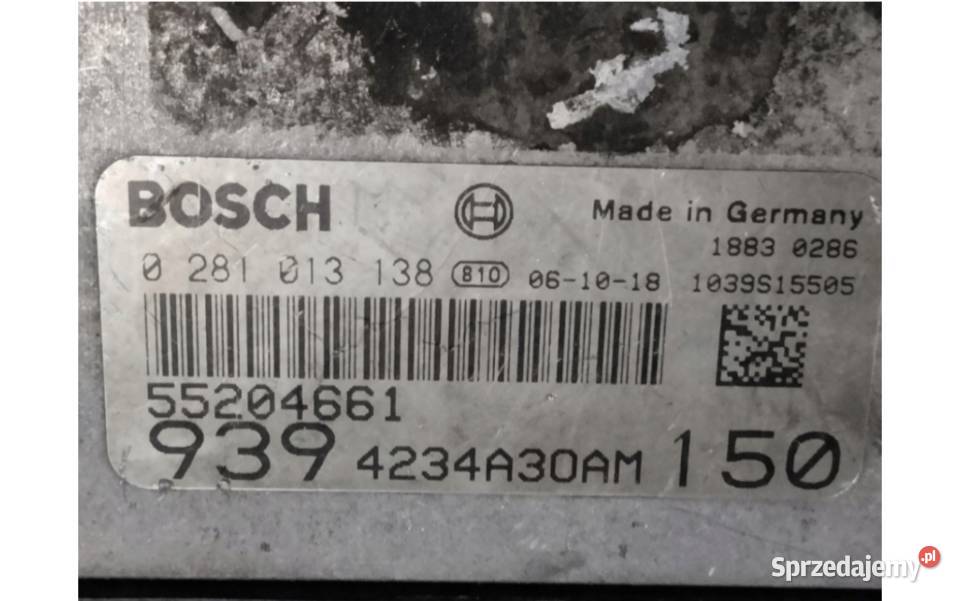 BOSCH
Made in Germany
1883 0286
0 281 013 138 810 06-10-18 1039S15505
55204661
939 4234A30AM 150
Sprzedajemy.pl